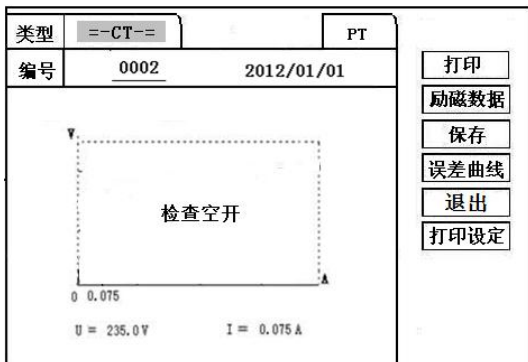 类型 =-CT-= PT
编号 0002 2012/01/01
打印
励磁数据
保存
误差曲线
退出
打印设定
V
检查空开
A
0 0.075
U = 235.0V I = 0.075A